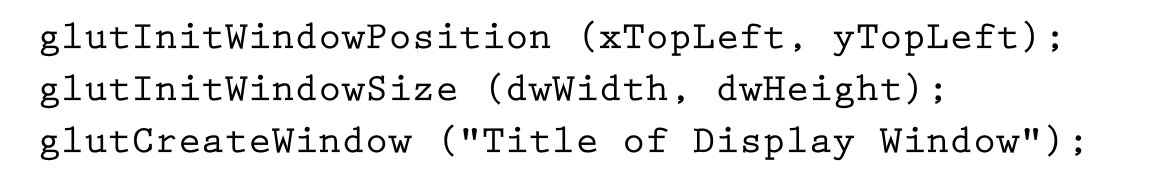 glutInitWindowPosition (xTopLeft, yTopLeft);
glutInitWindowSize (dwWidth, dwHeight);
glutCreateWindow ("Title of Display Window");